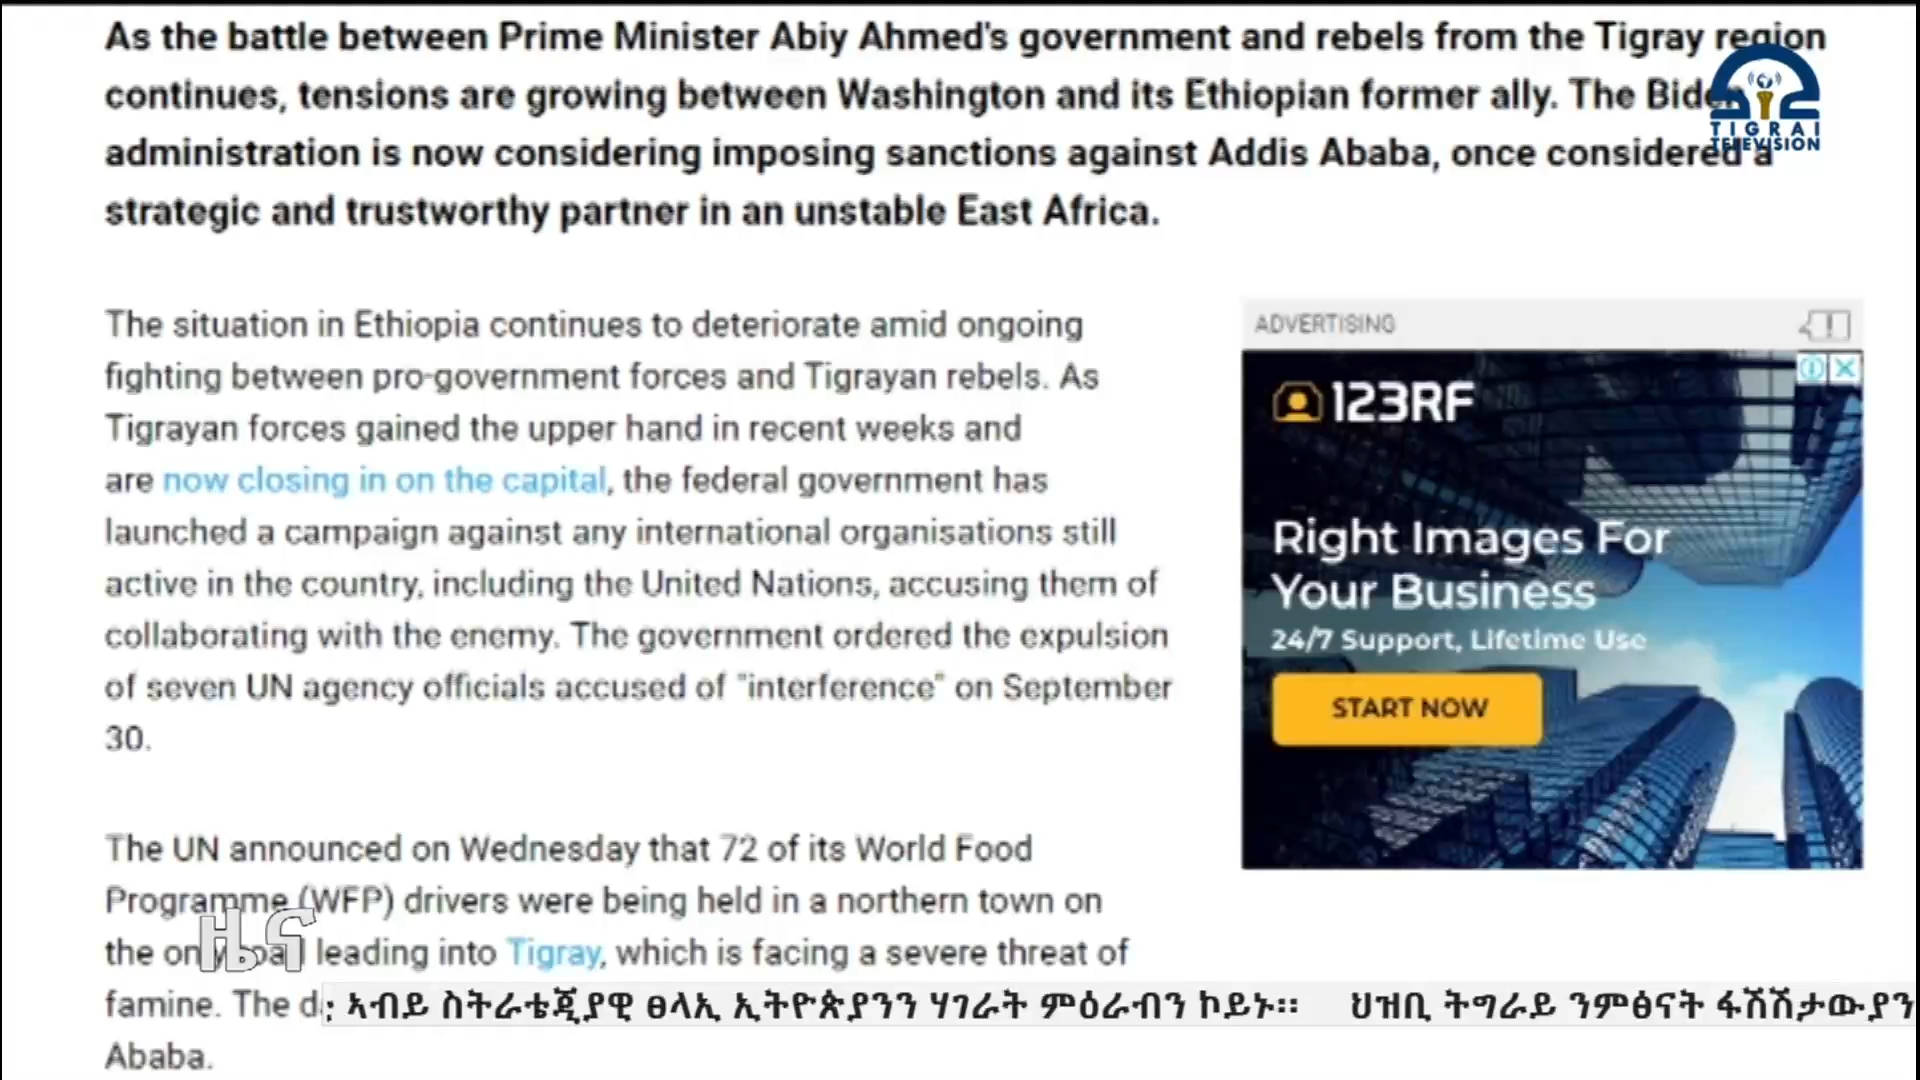 As the battle between Prime Minister Abiy Ahmed's government and rebels from the Tigray region
continues, tensions are growing between Washington and its Ethiopian former ally. The Biden
administration is now considering imposing sanctions against Addis Ababa, once considered a
strategic and trustworthy partner in an unstable East Africa.
TIGRAI
TELEVISION
The situation in Ethiopia continues to deteriorate amid ongoing
fighting between pro-government forces and Tigrayan rebels. As
Tigrayan forces gained the upper hand in recent weeks and
are now closing in on the capital, the federal government has
launched a campaign against any international organisations still
active in the country, including the United Nations, accusing them of
collaborating with the enemy. The government ordered the expulsion
of seven UN agency officials accused of "interference" on September
30.
The UN announced on Wednesday that 72 of its World Food
Programme (WFP) drivers were being held in a northern town on
the only leading into Tigray, which is facing a severe threat of
famine. The
Ababa.
ADVERTISING
123RF
Right Images For
Your Business
24/7 Support, Lifetime Use
START NOW
ዜና
፡ ኣብይ ስትራቴጂያዊ ፀላኢ ኢትዮጵያንን ሃገራት ምዕራብን ኮይኑ። ህዝቢ ትግራይ ንምፅናት ፋሽሽታውያን